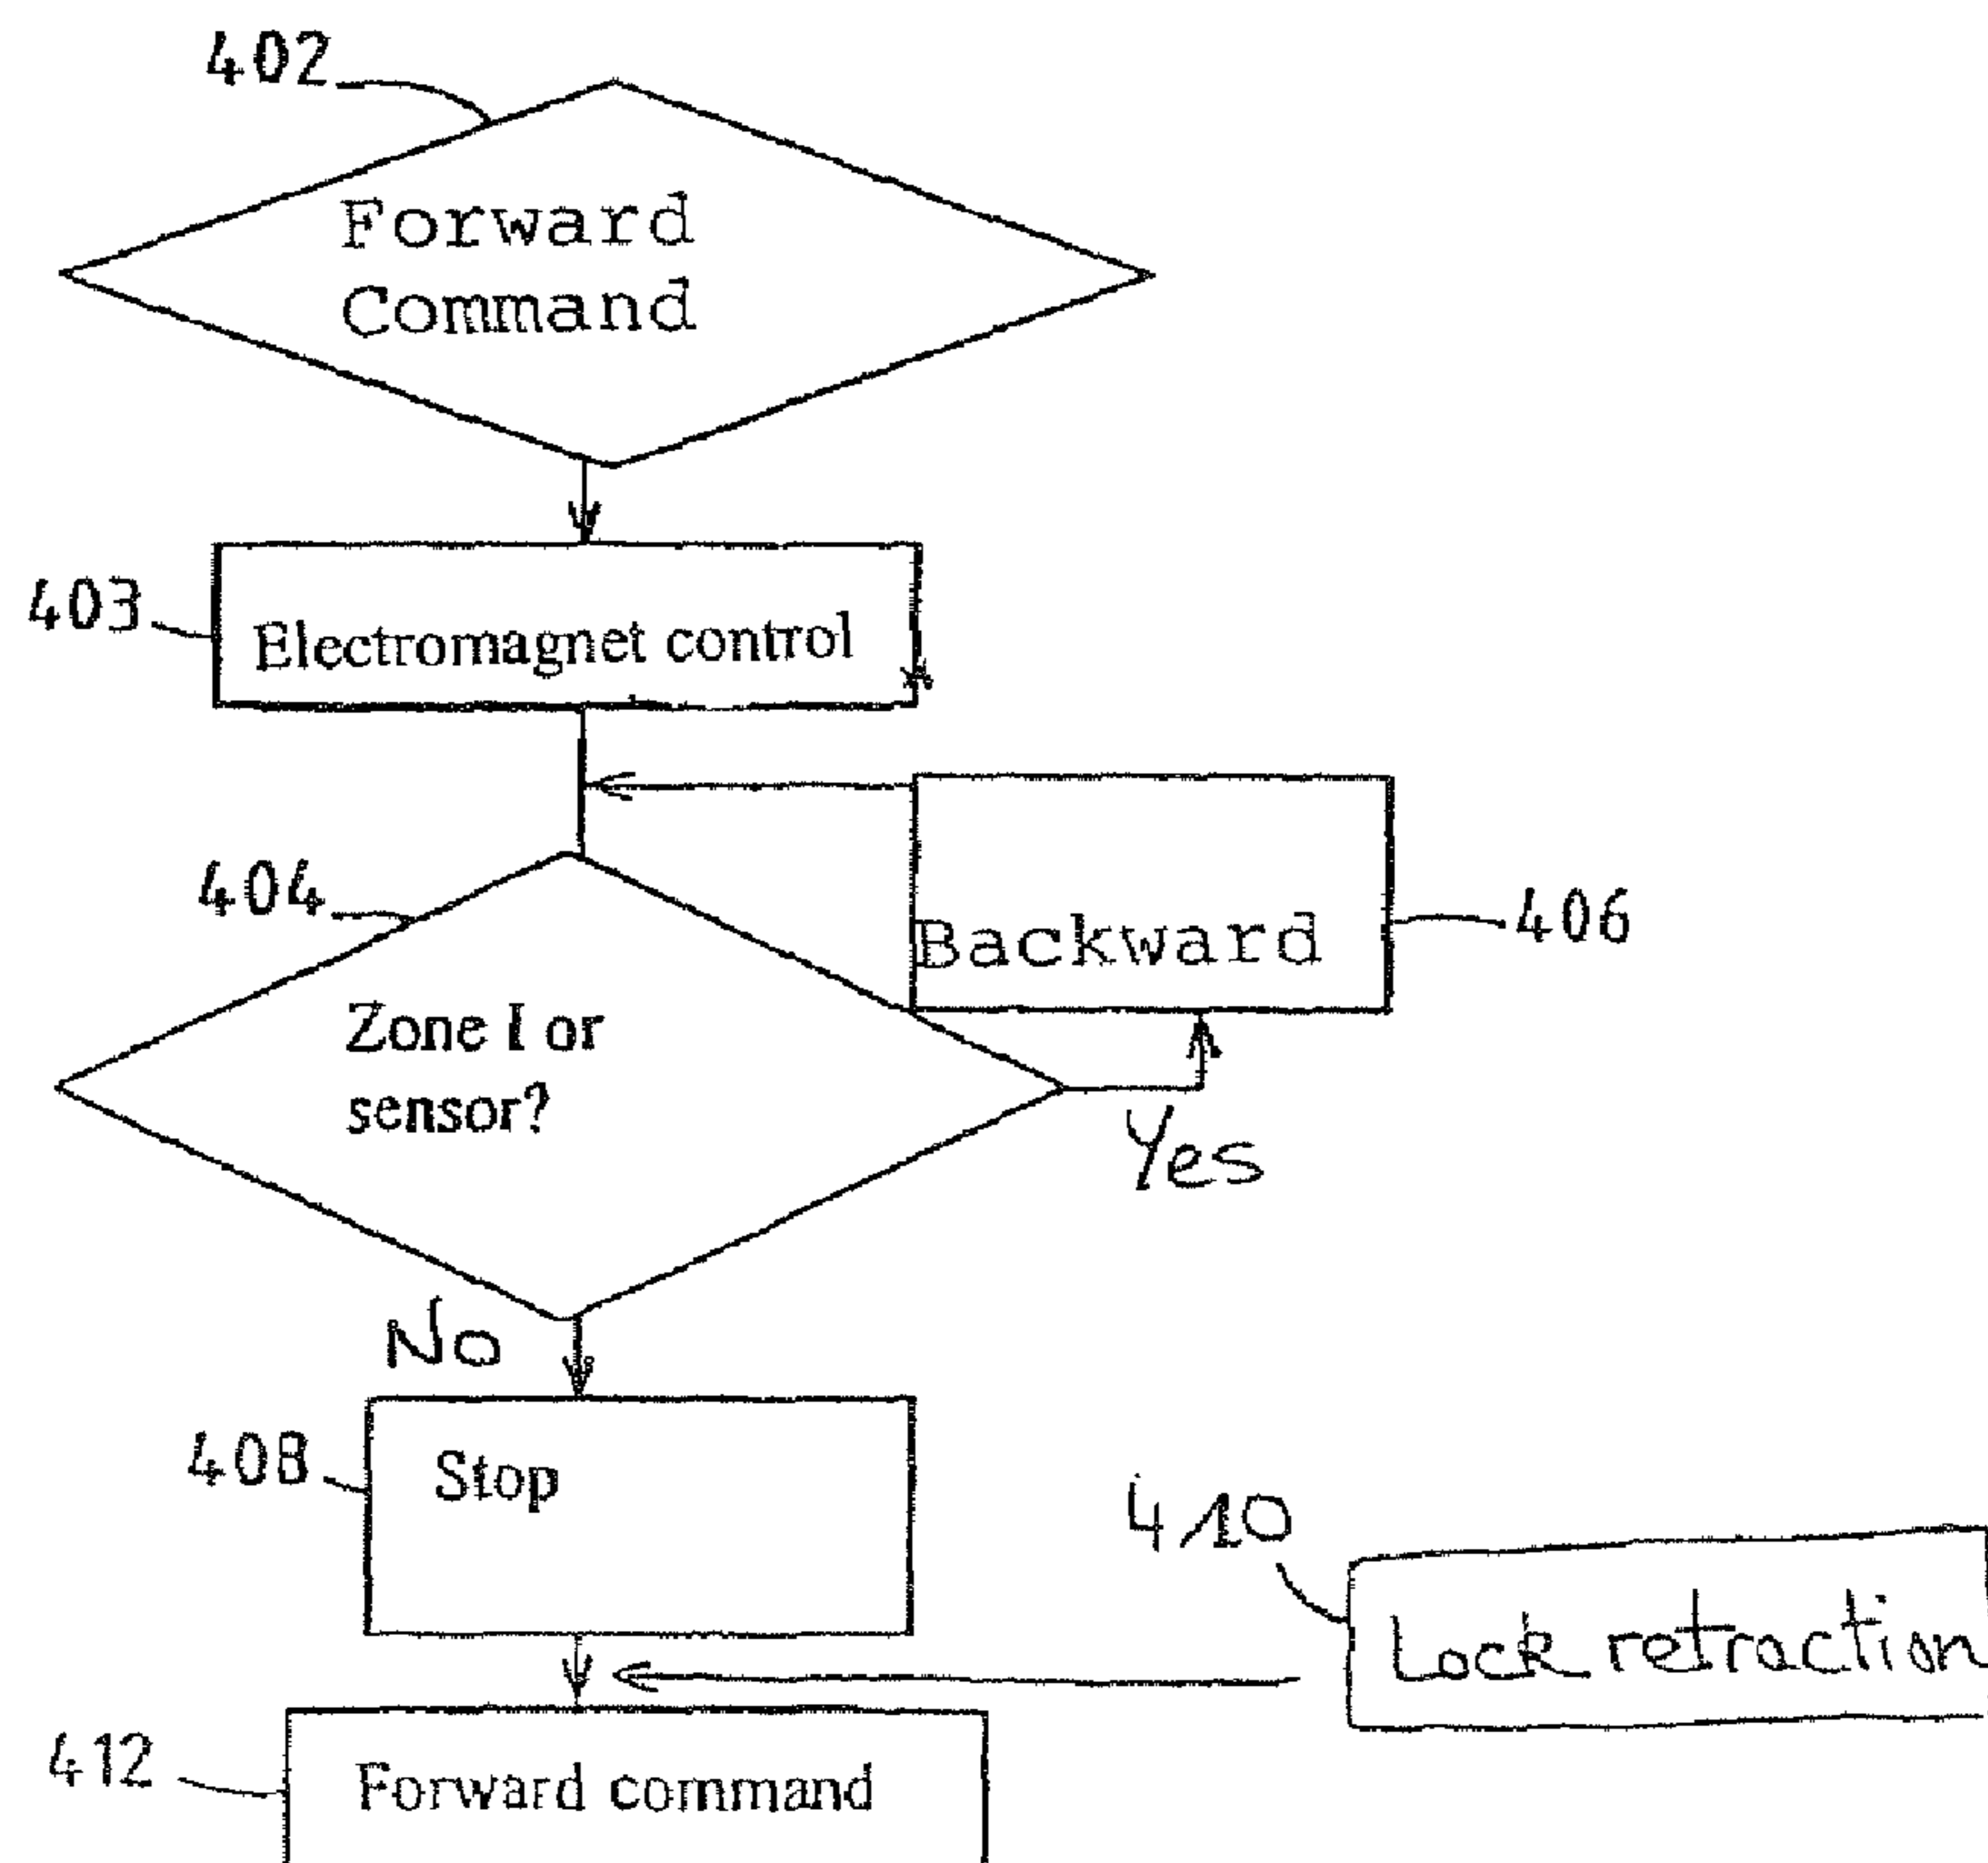 402
Forward
Command
403
Electromagnet control
404
Zone I or
sensor?
Backward
406
Yes
No
408
Stop
410
Lock retraction
412
Forward command